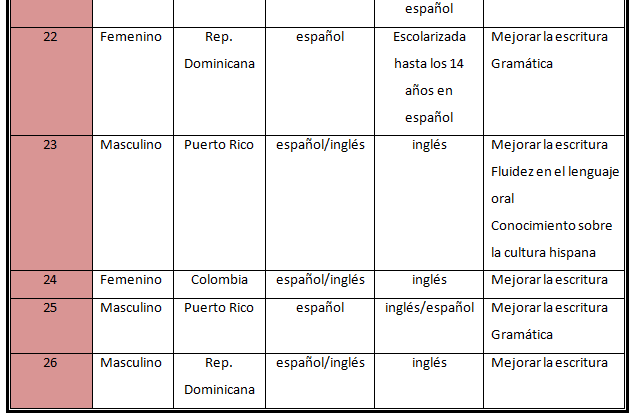 español
22 Femenino Rep. español Escolarizada Mejorar la escritura
Dominicana hasta los 14 Gramática
años en
español
23 Masculino Puerto Rico español/inglés inglés Mejorar la escritura
Fluidez en el lenguaje
oral
Conocimiento sobre
la cultura hispana
24 Femenino Colombia español/inglés inglés Mejorar la escritura
25 Masculino Puerto Rico español inglés/español Mejorar la escritura
Gramática
26 Masculino Rep. español/inglés inglés Mejorar la escritura
Dominicana